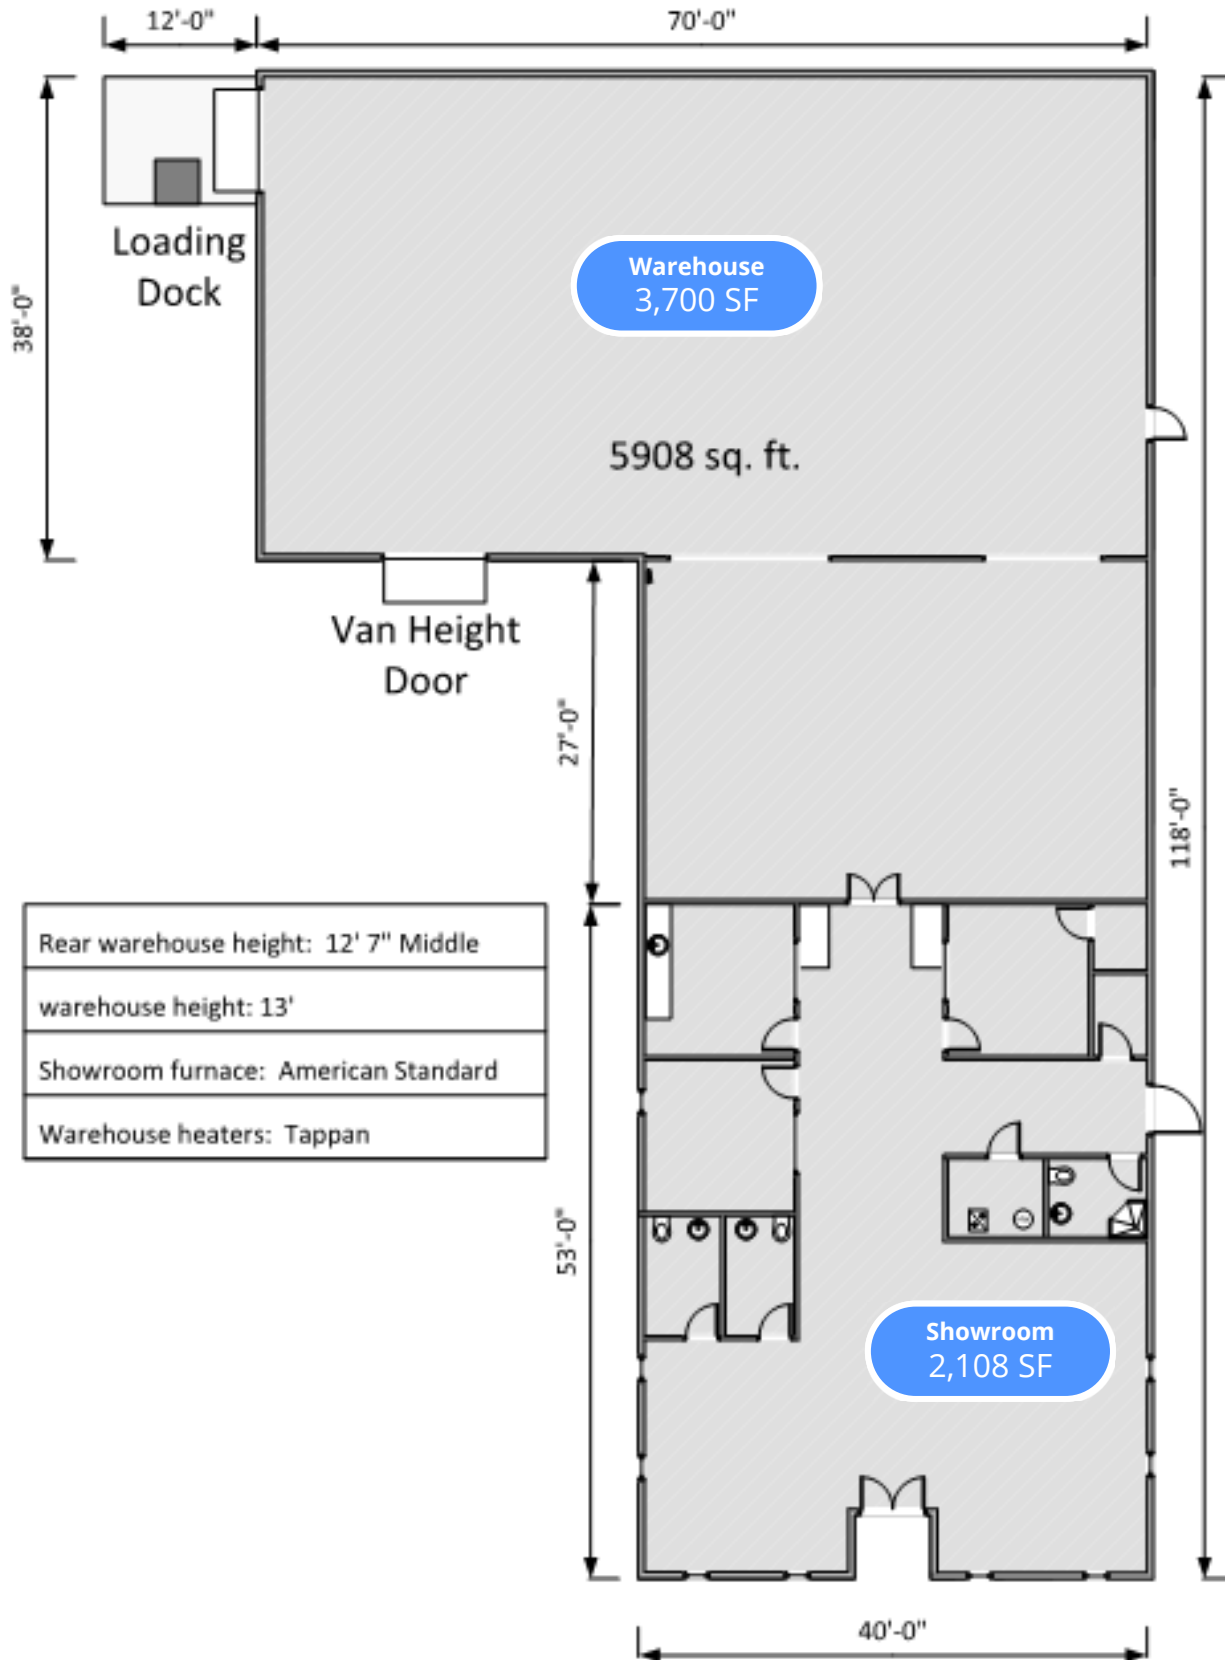 12'-0"
70'-0"
Loading
Dock
38'-0"
Warehouse
3,700 SF
5908 sq. ft.
Van Height
Door
27'-0"
118'-0"
Rear warehouse height:  12' 7" Middle
warehouse height: 13'
Showroom furnace:  American Standard
Warehouse heaters:  Tappan
53'-0"
Showroom
2,108 SF
40'-0"